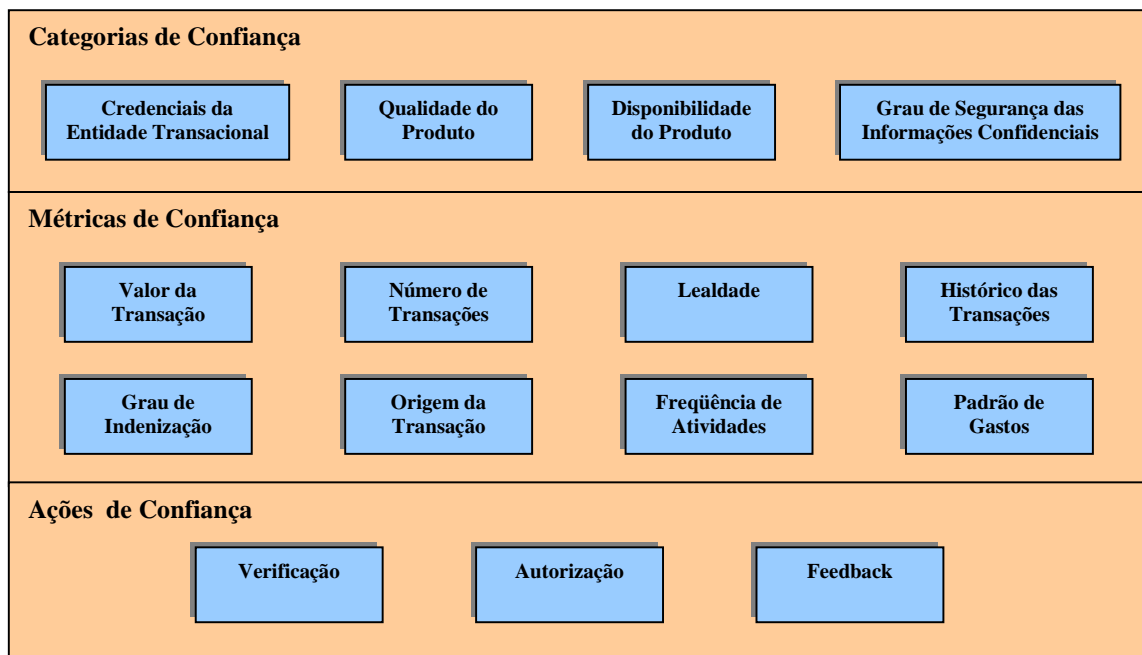 Categorias de Confiança
Credenciais da
Entidade Transacional
Qualidade do
Produto
Disponibilidade
do Produto
Grau de Segurança das
Informações Confidenciais
Métricas de Confiança
Valor da
Transação
Número de
Transações
Lealdade
Histórico das
Transações
Grau de
Indenização
Origem da
Transação
Freqüência de
Atividades
Padrão de
Gastos
Ações de Confiança
Verificação
Autorização
Feedback